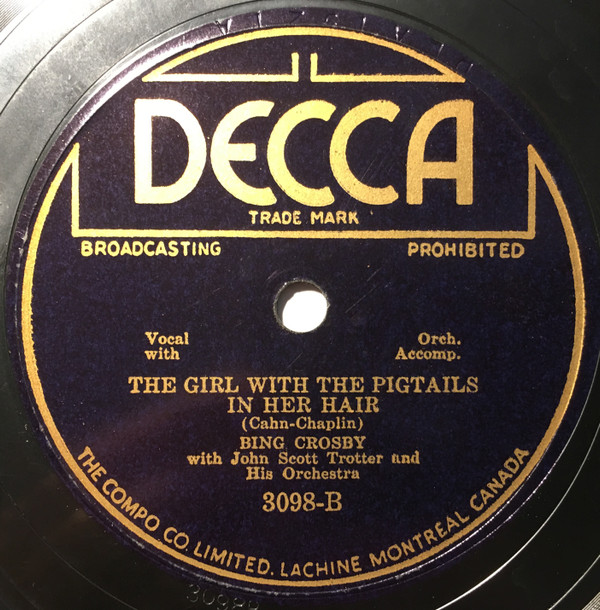 DECCA
TRADE MARK
BROADCASTING PROHIBITED
Vocal with
Orch. Accomp.
THE GIRL WITH THE PIGTAILS
IN HER HAIR
(Cahn-Chaplin)
BING CROSBY
with John Scott Trotter and
His Orchestra
3098-B
THE COMPO CO. LIMITED. LACHINE MONTREAL CANADA